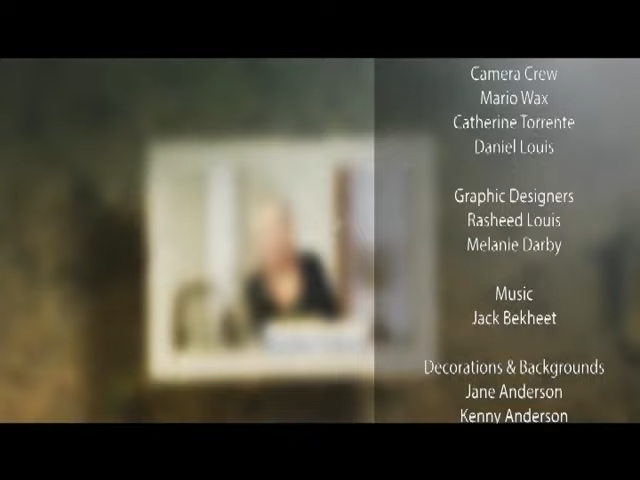 Camera Crew
Mario Wax
Catherine Torrente
Daniel Louis
Graphic Designers
Rasheed Louis
Melanie Darby
Music
Jack Bekheet
Decorations & Backgrounds
Jane Anderson
Kenny Anderson